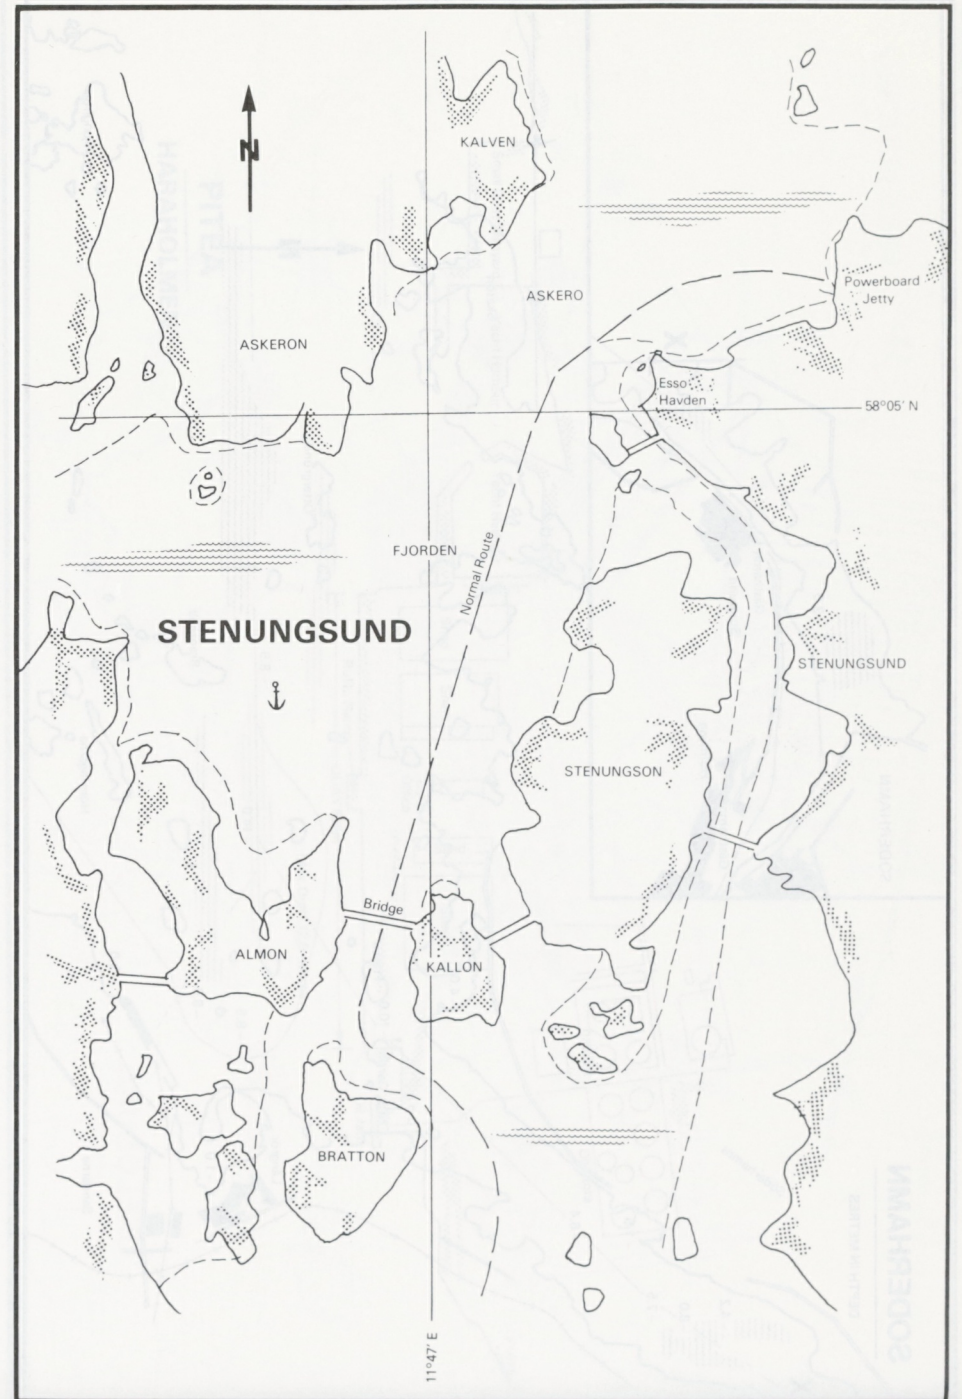 N
KALVEN
ASKERO
Powerboard
Jetty
ASKERON
Esso
Havden
58°05' N
FJORDEN
Normal Route
STENUNGSUND
STENUNGSUND
STENUNGSON
Bridge
ALMON
KALLON
BRATTON
11°47' E
SODERHAMN